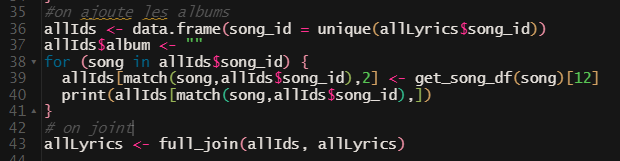 35 #on ajoute les albums
36 allIds <- data.frame(song_id = unique(allLyrics$song_id))
37 allIds$album <- ""
38 for (song in allIds$song_id) {
39 allIds[match(song,allIds$song_id),2] <- get_song_df(song)[12]
40 print(allIds[match(song,allIds$song_id),])
41 }
42 # on joint
43 allLyrics <- full_join(allIds, allLyrics)